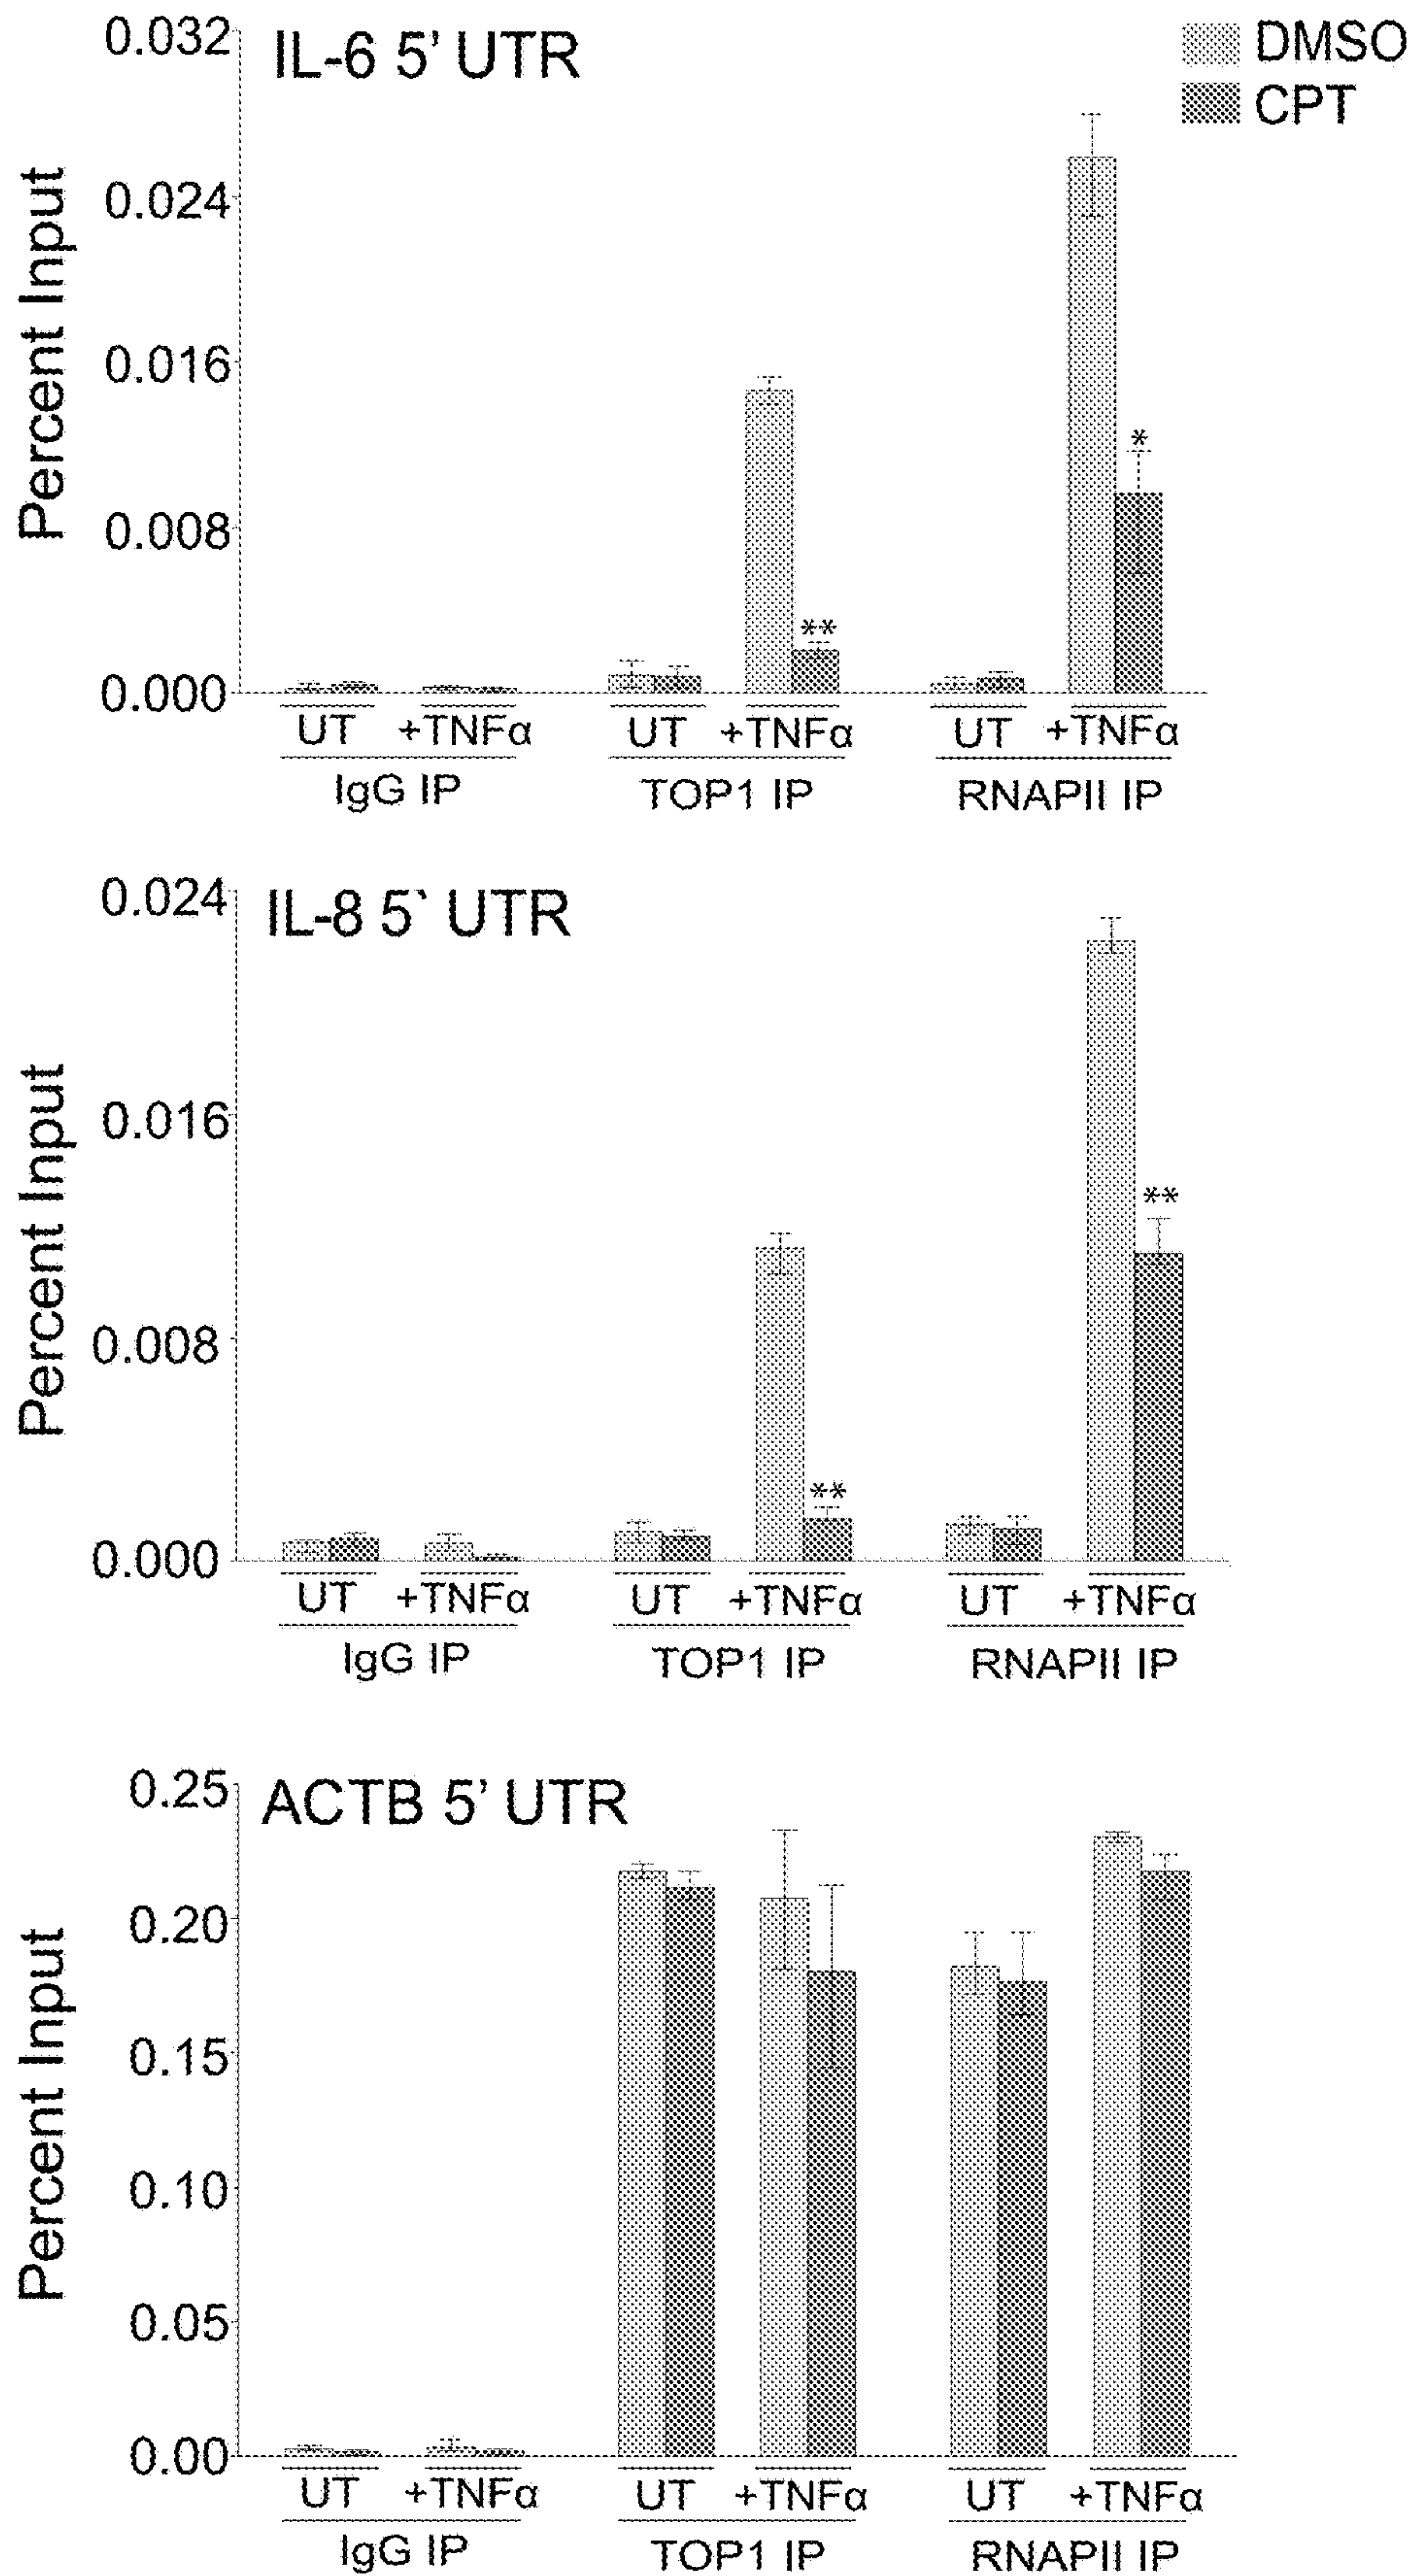 IL-6 5' UTR
DMSO
CPT
Percent Input
0.032
0.024
0.016
0.008
0.000
UT +TNFα UT +TNFα UT +TNFα
IgG IP TOP1 IP RNAPII IP
** *
IL-8 5` UTR
Percent Input
0.024
0.016
0.008
0.000
** **
UT +TNFα UT +TNFα UT +TNFα
IgG IP TOP1 IP RNAPII IP
ACTB 5' UTR
Percent Input
0.25
0.20
0.15
0.10
0.05
0.00
UT +TNFα UT +TNFα UT +TNFα
IgG IP TOP1 IP RNAPII IP